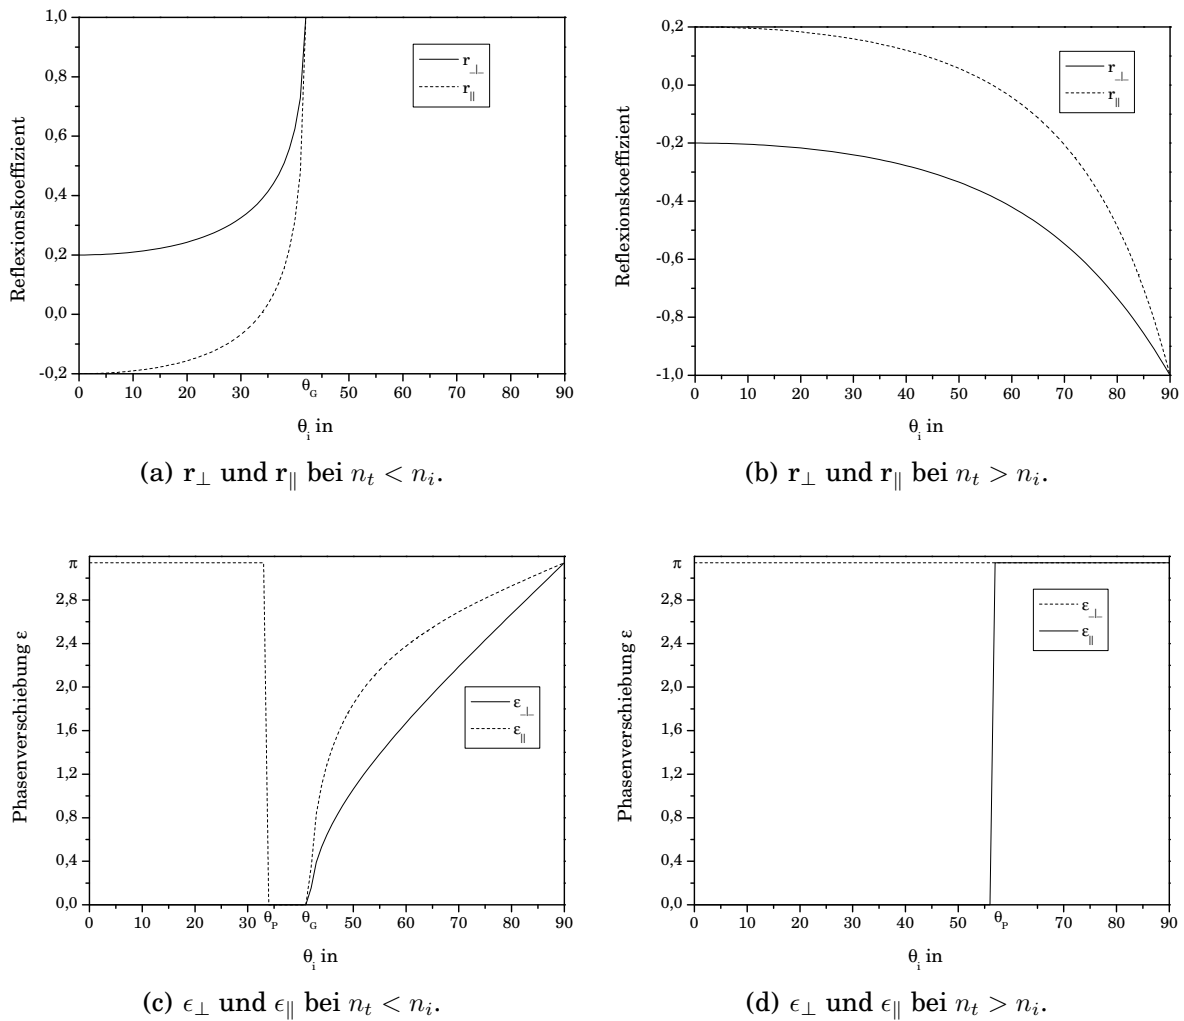 1,0
0,8
0,6
0,4
0,2
0,0
-0,2
Reflexionskoeffizient
r⊥
r∥
0 10 20 30 θG 50 60 70 80 90
θi in
(a) r⊥ und r∥ bei nt < ni.
0,2
0,0
-0,2
-0,4
-0,6
-0,8
-1,0
Reflexionskoeffizient
r⊥
r∥
0 10 20 30 40 50 60 70 80 90
θi in
(b) r⊥ und r∥ bei nt > ni.
π
2,8
2,4
2,0
1,6
1,2
0,8
0,4
0,0
Phasenverschiebung ε
ε⊥
ε∥
0 10 20 30 θP θG 50 60 70 80 90
θi in
(c) ϵ⊥ und ϵ∥ bei nt < ni.
π
2,8
2,4
2,0
1,6
1,2
0,8
0,4
0,0
Phasenverschiebung ε
ε⊥
ε∥
0 10 20 30 40 50 θP 70 80 90
θi in
(d) ϵ⊥ und ϵ∥ bei nt > ni.